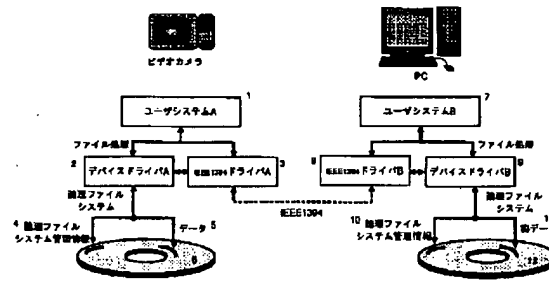 ビデオカメラ
PC
1
ユーザシステムA
7
ユーザシステムB
ファイル処理
ファイル処理
2
デバイスドライバA
IEEE1394ドライバA
3
8
IEEE1394ドライバB
デバイスドライバB
9
論理ファイル
システム
IEEE1394
論理ファイル
システム
4 論理ファイル
システム管理情報
データ 5
10 論理ファイル
システム管理情報
データ
6
12